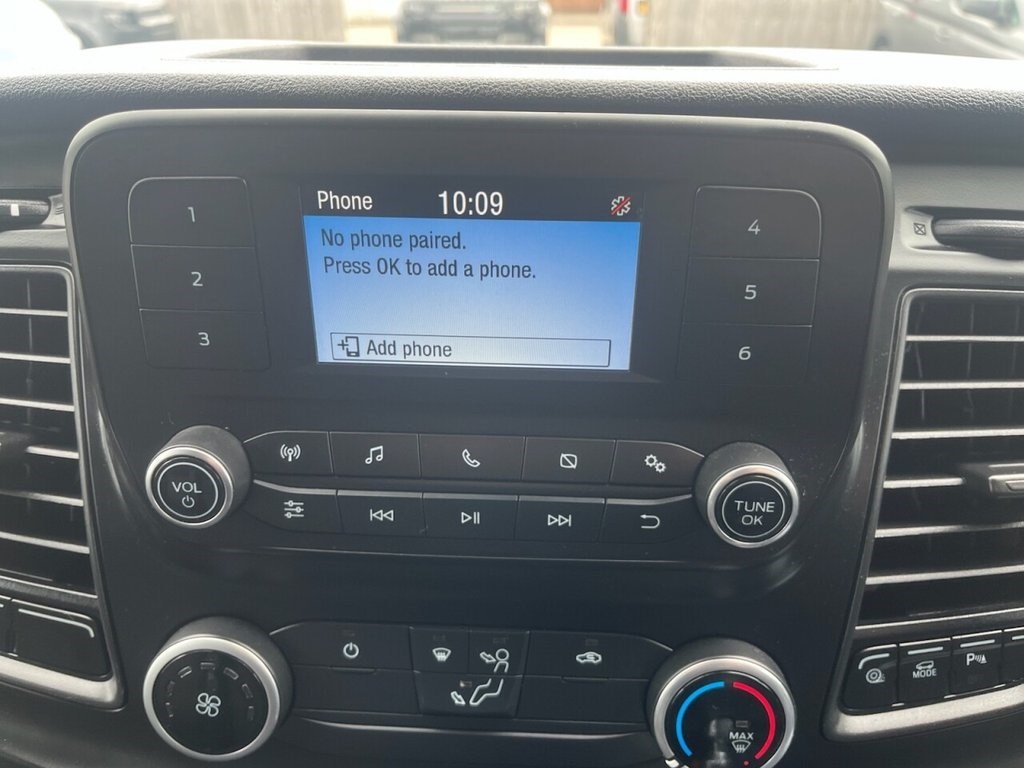 Phone 10:09
No phone paired.
Press OK to add a phone.
Add phone
1
2
3
4
5
6
VOL
TUNE
OK
MODE
P
MAX